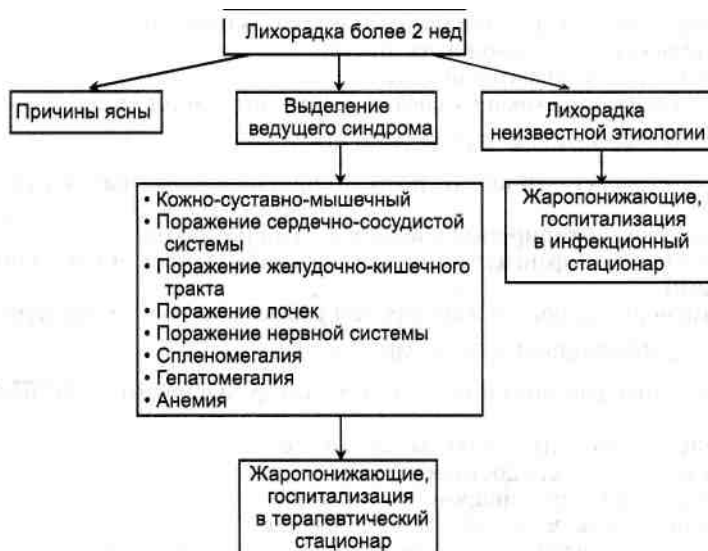 Лихорадка более 2 нед
Причины ясны
Выделение
ведущего синдрома
Лихорадка
неизвестной этиологии
• Кожно-суставно-мышечный
• Поражение сердечно-сосудистой
системы
• Поражение желудочно-кишечного
тракта
• Поражение почек
• Поражение нервной системы
• Спленомегалия
• Гепатомегалия
• Анемия
Жаропонижающие,
госпитализация
в инфекционный
стационар
Жаропонижающие,
госпитализация
в терапевтический
стационар